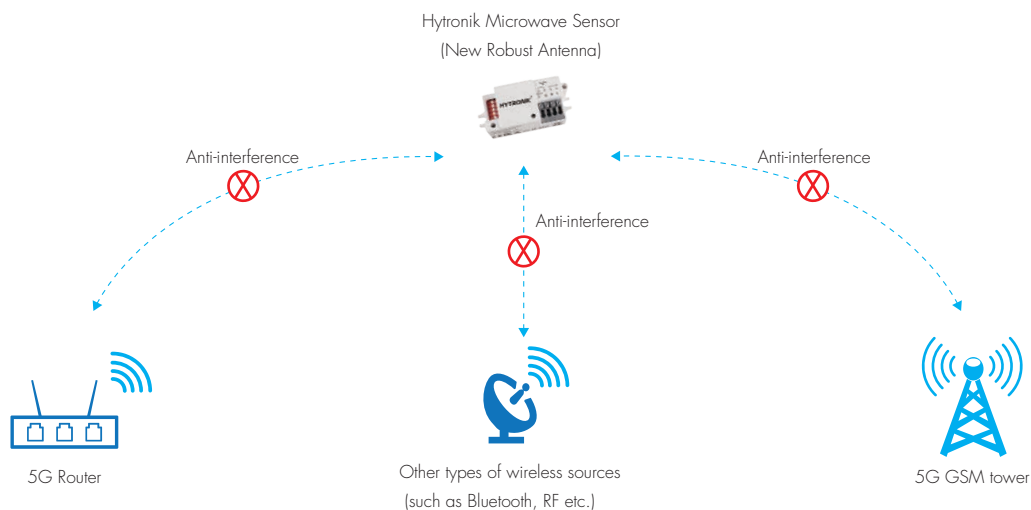 Hytronik Microwave Sensor
(New Robust Antenna)
HYTRONIK
Anti-interference
Anti-interference
Anti-interference
5G Router
Other types of wireless sources
(such as Bluetooth, RF etc.)
5G GSM tower